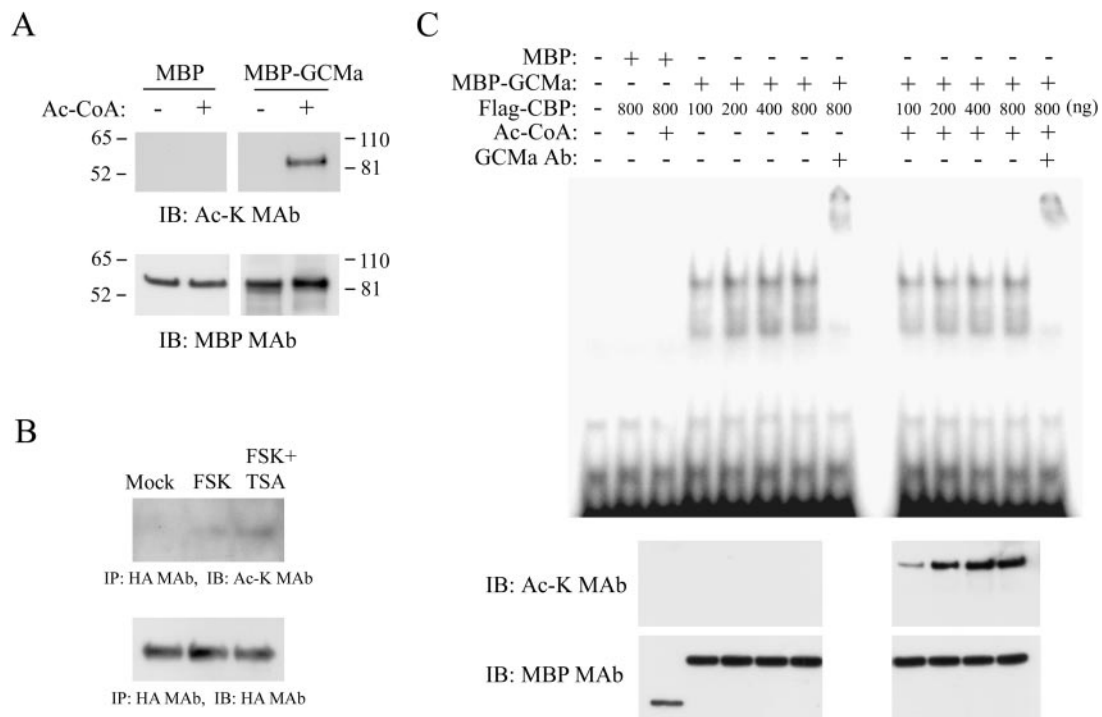 A
MBP MBP-GCMa
Ac-CoA: - + - +
65 - - 110
52 - - 81
IB: Ac-K MAb
65 - - 110
52 - - 81
IB: MBP MAb
B
Mock FSK FSK+ TSA
IP: HA MAb, IB: Ac-K MAb
IP: HA MAb, IB: HA MAb
C
MBP: - + + - - - - - - - - - -
MBP-GCMa: - - - + + + + + + + + + +
Flag-CBP: - 800 800 100 200 400 800 800 100 200 400 800 800 (ng)
Ac-CoA: - - + - - - - - + + + + +
GCMa Ab: - - - - - - - + - - - - +
IB: Ac-K MAb
IB: MBP MAb